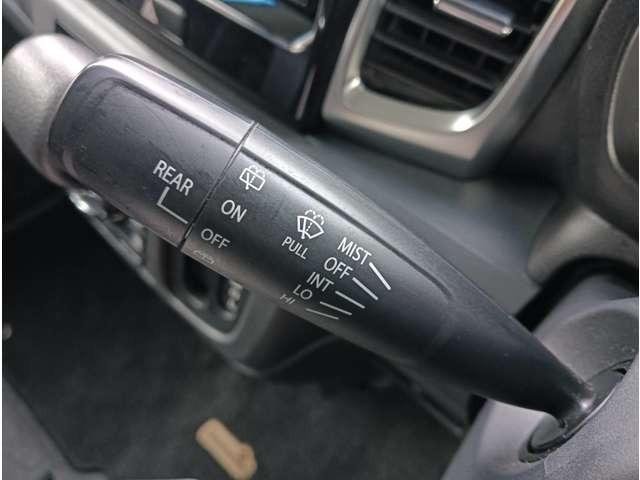 REAR
ON
OFF
PULL
MIST
OFF
INT
LO
HI